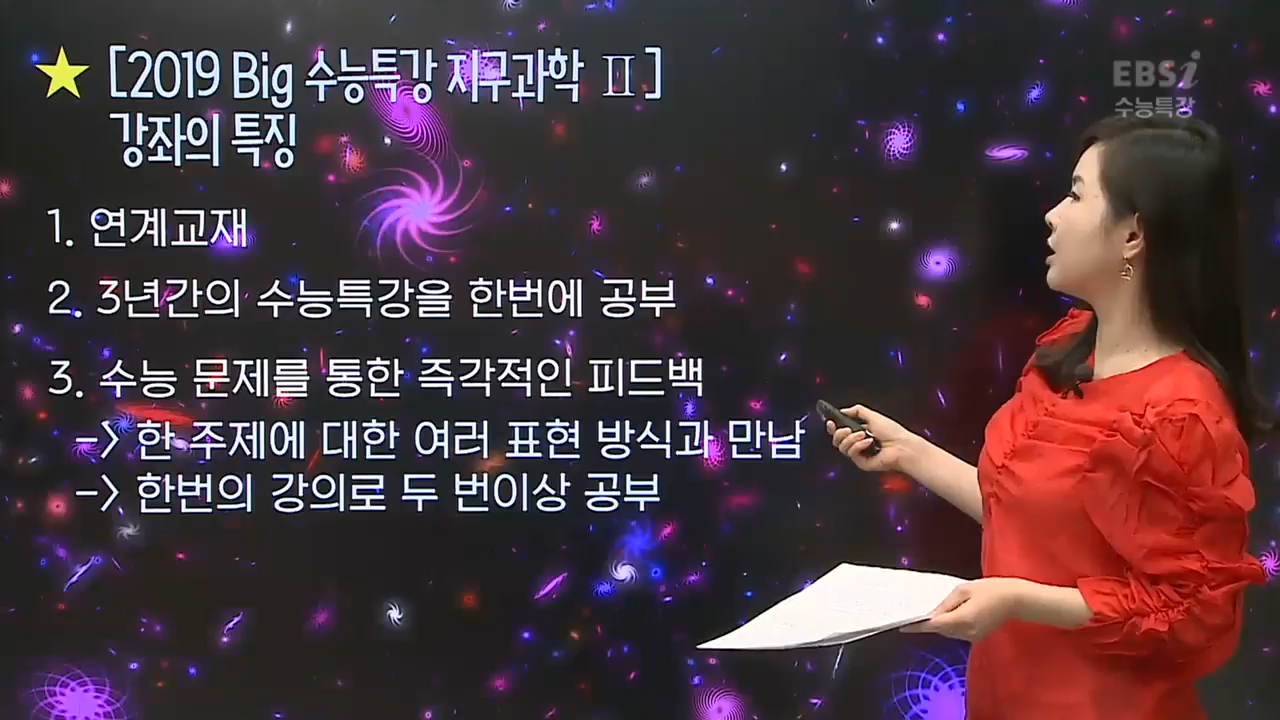 ★ [2019 Big 수능특강 지구과학 Ⅱ]
강좌의 특징
1. 연계교재
2. 3년간의 수능특강을 한번에 공부
3. 수능 문제를 통한 즉각적인 피드백
-> 한 주제에 대한 여러 표현 방식과 만남
-> 한번의 강의로 두 번이상 공부
EBSi
수능특강